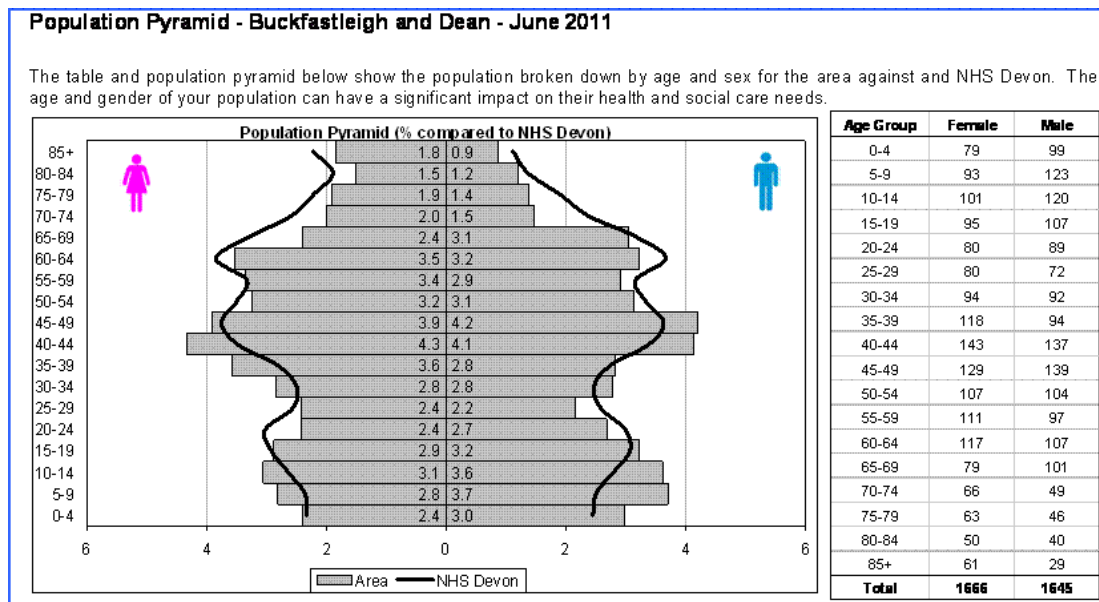 Population Pyramid - Buckfastleigh and Dean - June 2011
The table and population pyramid below show the population broken down by age and sex for the area against and NHS Devon. The
age and gender of your population can have a significant impact on their health and social care needs.
Population Pyramid (% compared to NHS Devon)
85+ 1.8 0.9
80-84 1.5 1.2
75-79 1.9 1.4
70-74 2.0 1.5
65-69 2.4 3.1
60-64 3.5 3.2
55-59 3.4 2.9
50-54 3.2 3.1
45-49 3.9 4.2
40-44 4.3 4.1
35-39 3.6 2.8
30-34 2.8 2.8
25-29 2.4 2.2
20-24 2.4 2.7
15-19 2.9 3.2
10-14 3.1 3.6
5-9 2.8 3.7
0-4 2.4 3.0
6 4 2 0 2 4 6
Area NHS Devon
Age Group Female Male
0-4 79 99
5-9 93 123
10-14 101 120
15-19 95 107
20-24 80 89
25-29 80 72
30-34 94 92
35-39 118 94
40-44 143 137
45-49 129 139
50-54 107 104
55-59 111 97
60-64 117 107
65-69 79 101
70-74 66 49
75-79 63 46
80-84 50 40
85+ 61 29
Total 1666 1645